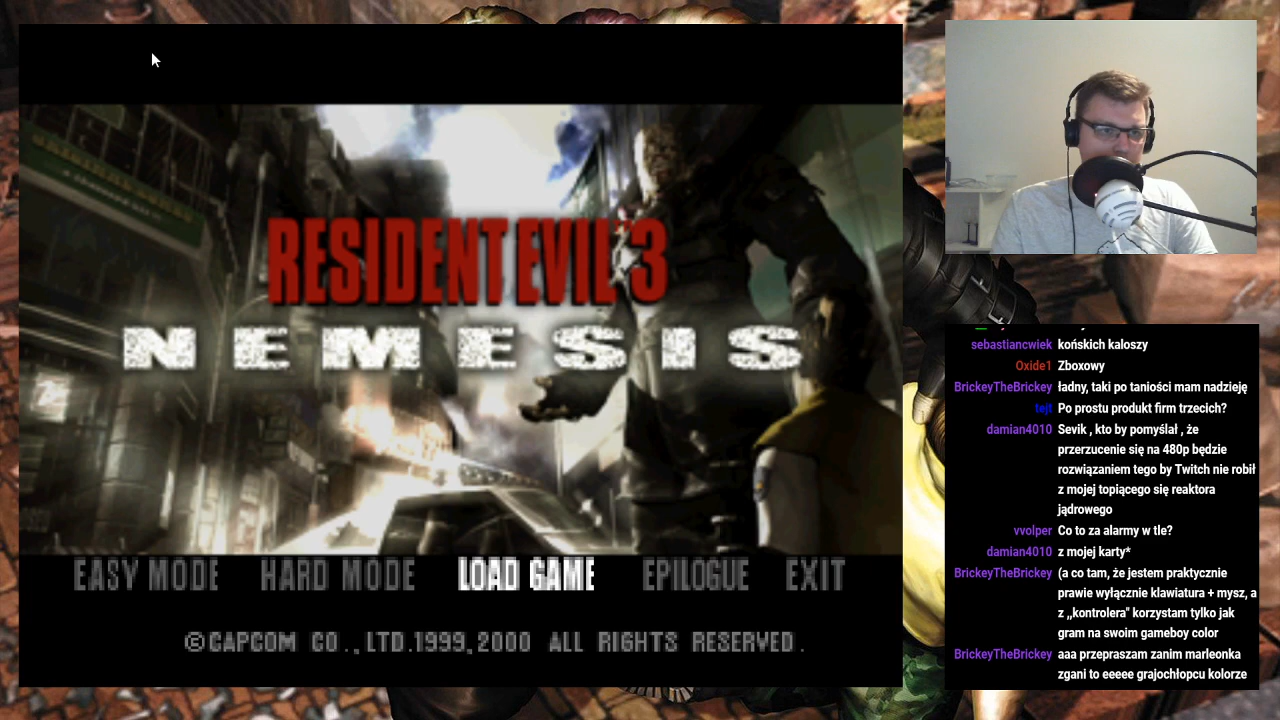 RESIDENT EVIL 3
NEMESIS
EASY MODE HARD MODE LOAD GAME EPILOGUE EXIT
©CAPCOM CO.,LTD.1999,2000 ALL RIGHTS RESERVED.
sebastiancwiek końskich kaloszy
Oxide1 Zboxowy
BrickeyTheBrickey ładny, taki po taniości mam nadzieję
tejt Po prostu produkt firm trzecich?
damian4010 Sevik , kto by pomyślał , że
przerzucenie się na 480p będzie
rozwiązaniem tego by Twitch nie robił
z mojej topiącego się reaktora
jądrowego
vvolper Co to za alarmy w tle?
damian4010 z mojej karty*
BrickeyTheBrickey (a co tam, że jestem praktycznie
prawie wyłącznie klawiatura + mysz, a
z ,,kontrolera" korzystam tylko jak
gram na swoim gameboy color
BrickeyTheBrickey aaa przepraszam zanim marleonka
zgani to eeeee grajochłopcu kolorze